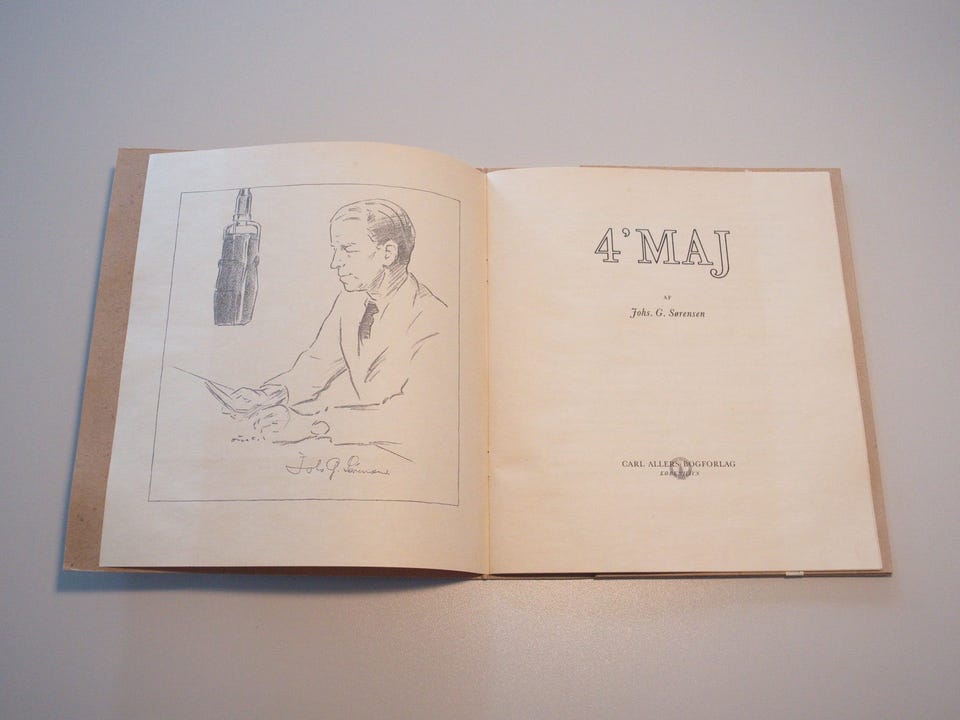 Johs G. Sørensen
4' MAJ
AF
Johs. G. Sørensen
CARL ALLERS BOGFORLAG
KØBENHAVN